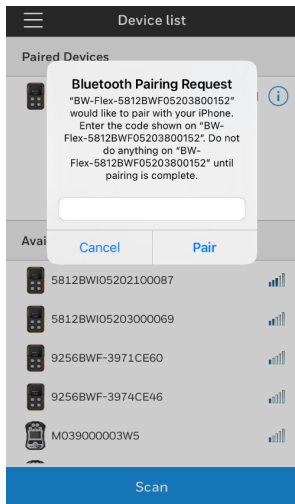 Device list
Paired Devices
Bluetooth Pairing Request
“BW-Flex-5812BWF05203800152”
would like to pair with your iPhone.
Enter the code shown on “BW-
Flex-5812BWF05203800152”. Do not
do anything on “BW-
Flex-5812BWF05203800152” until
pairing is complete.
Avai
Cancel
Pair
5812BWI05202100087
5812BWI05203000069
9256BWF-3971CE60
9256BWF-3974CE46
M039000003W5
Scan